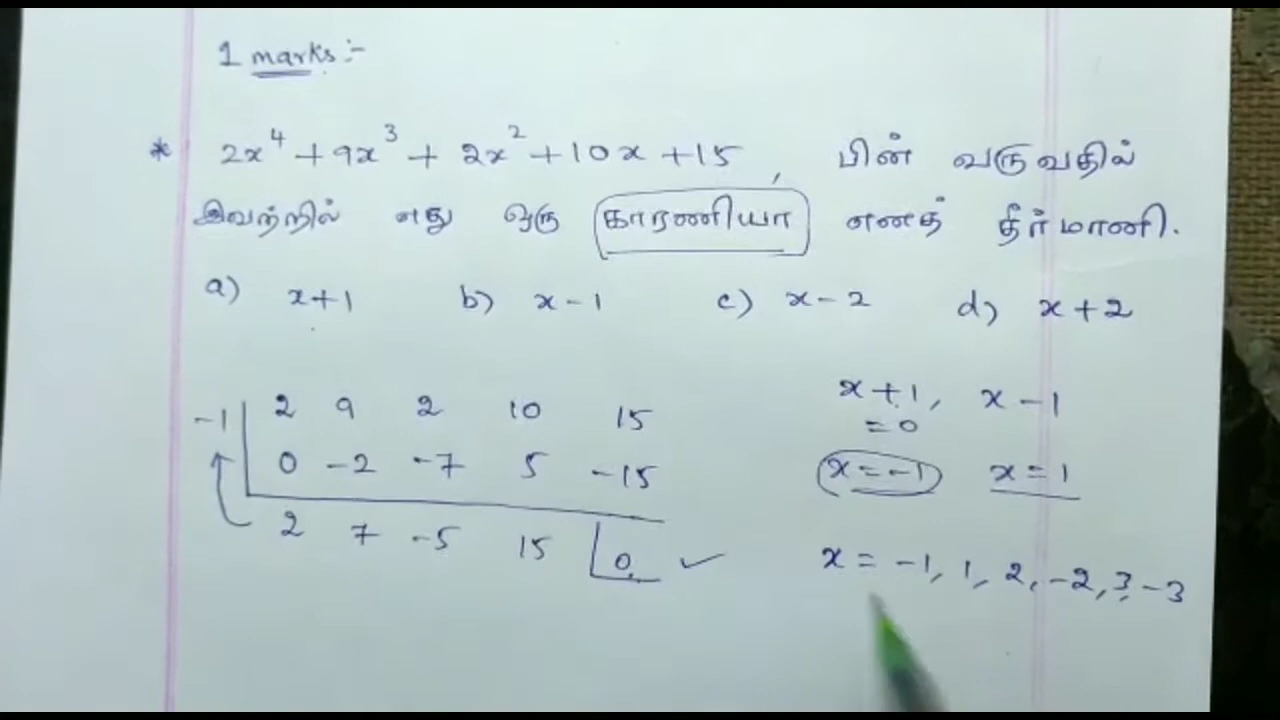 1 marks :-
* 2x⁴ + 9x³ + 2x² + 10x + 15, பின் வருவதில்
இவற்றில் எது ஒரு காரணியா எனத் தீர்மானி.
a) x+1 b) x-1 c) x-2 d) x+2
x+1, x-1
= 0
-1 2 9 2 10 15
0 -2 -7 5 -15
x = -1 x = 1
2 7 -5 15 0 ✓
x = -1, 1, 2, -2, 3, -3